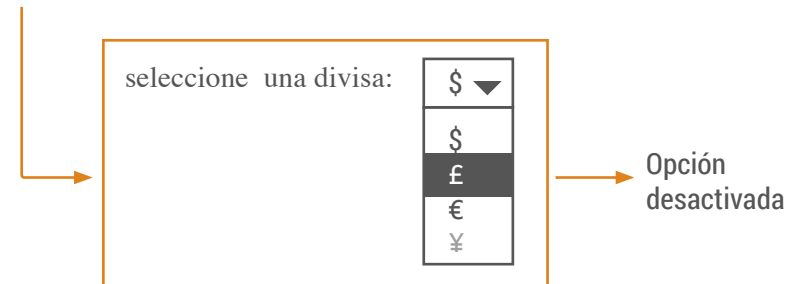 seleccione una divisa:
$
$
£
€
¥
Opción
desactivada